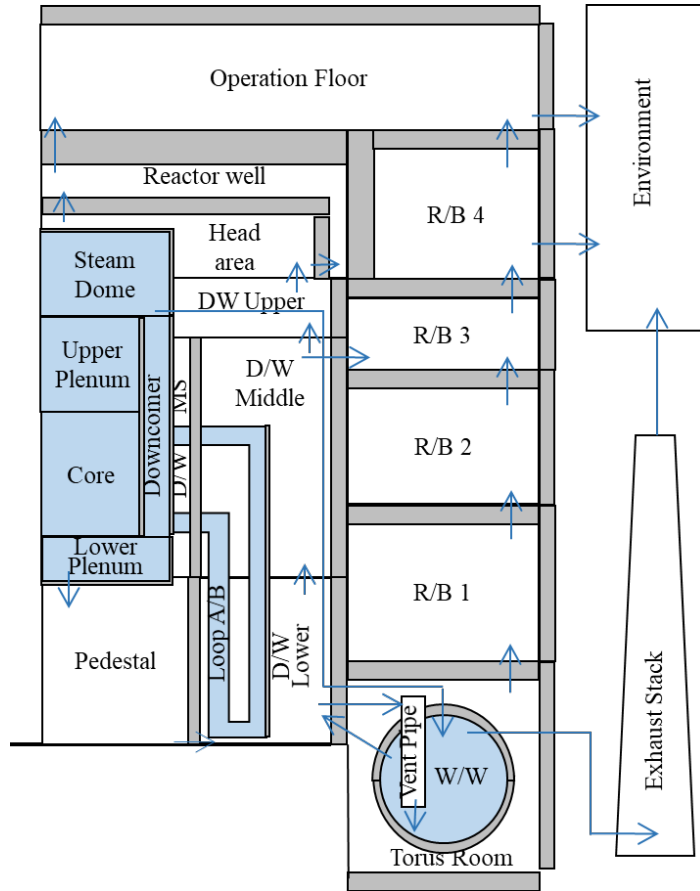 Operation Floor
Environment
Reactor well
R/B 4
Head
area
Steam
Dome
DW Upper
R/B 3
Upper
Plenum
Downcomer
D/W MS
D/W
Middle
R/B 2
Core
Lower
Plenum
R/B 1
Loop A/B
D/W
Lower
Pedestal
Exhaust Stack
Vent Pipe
W/W
Torus Room